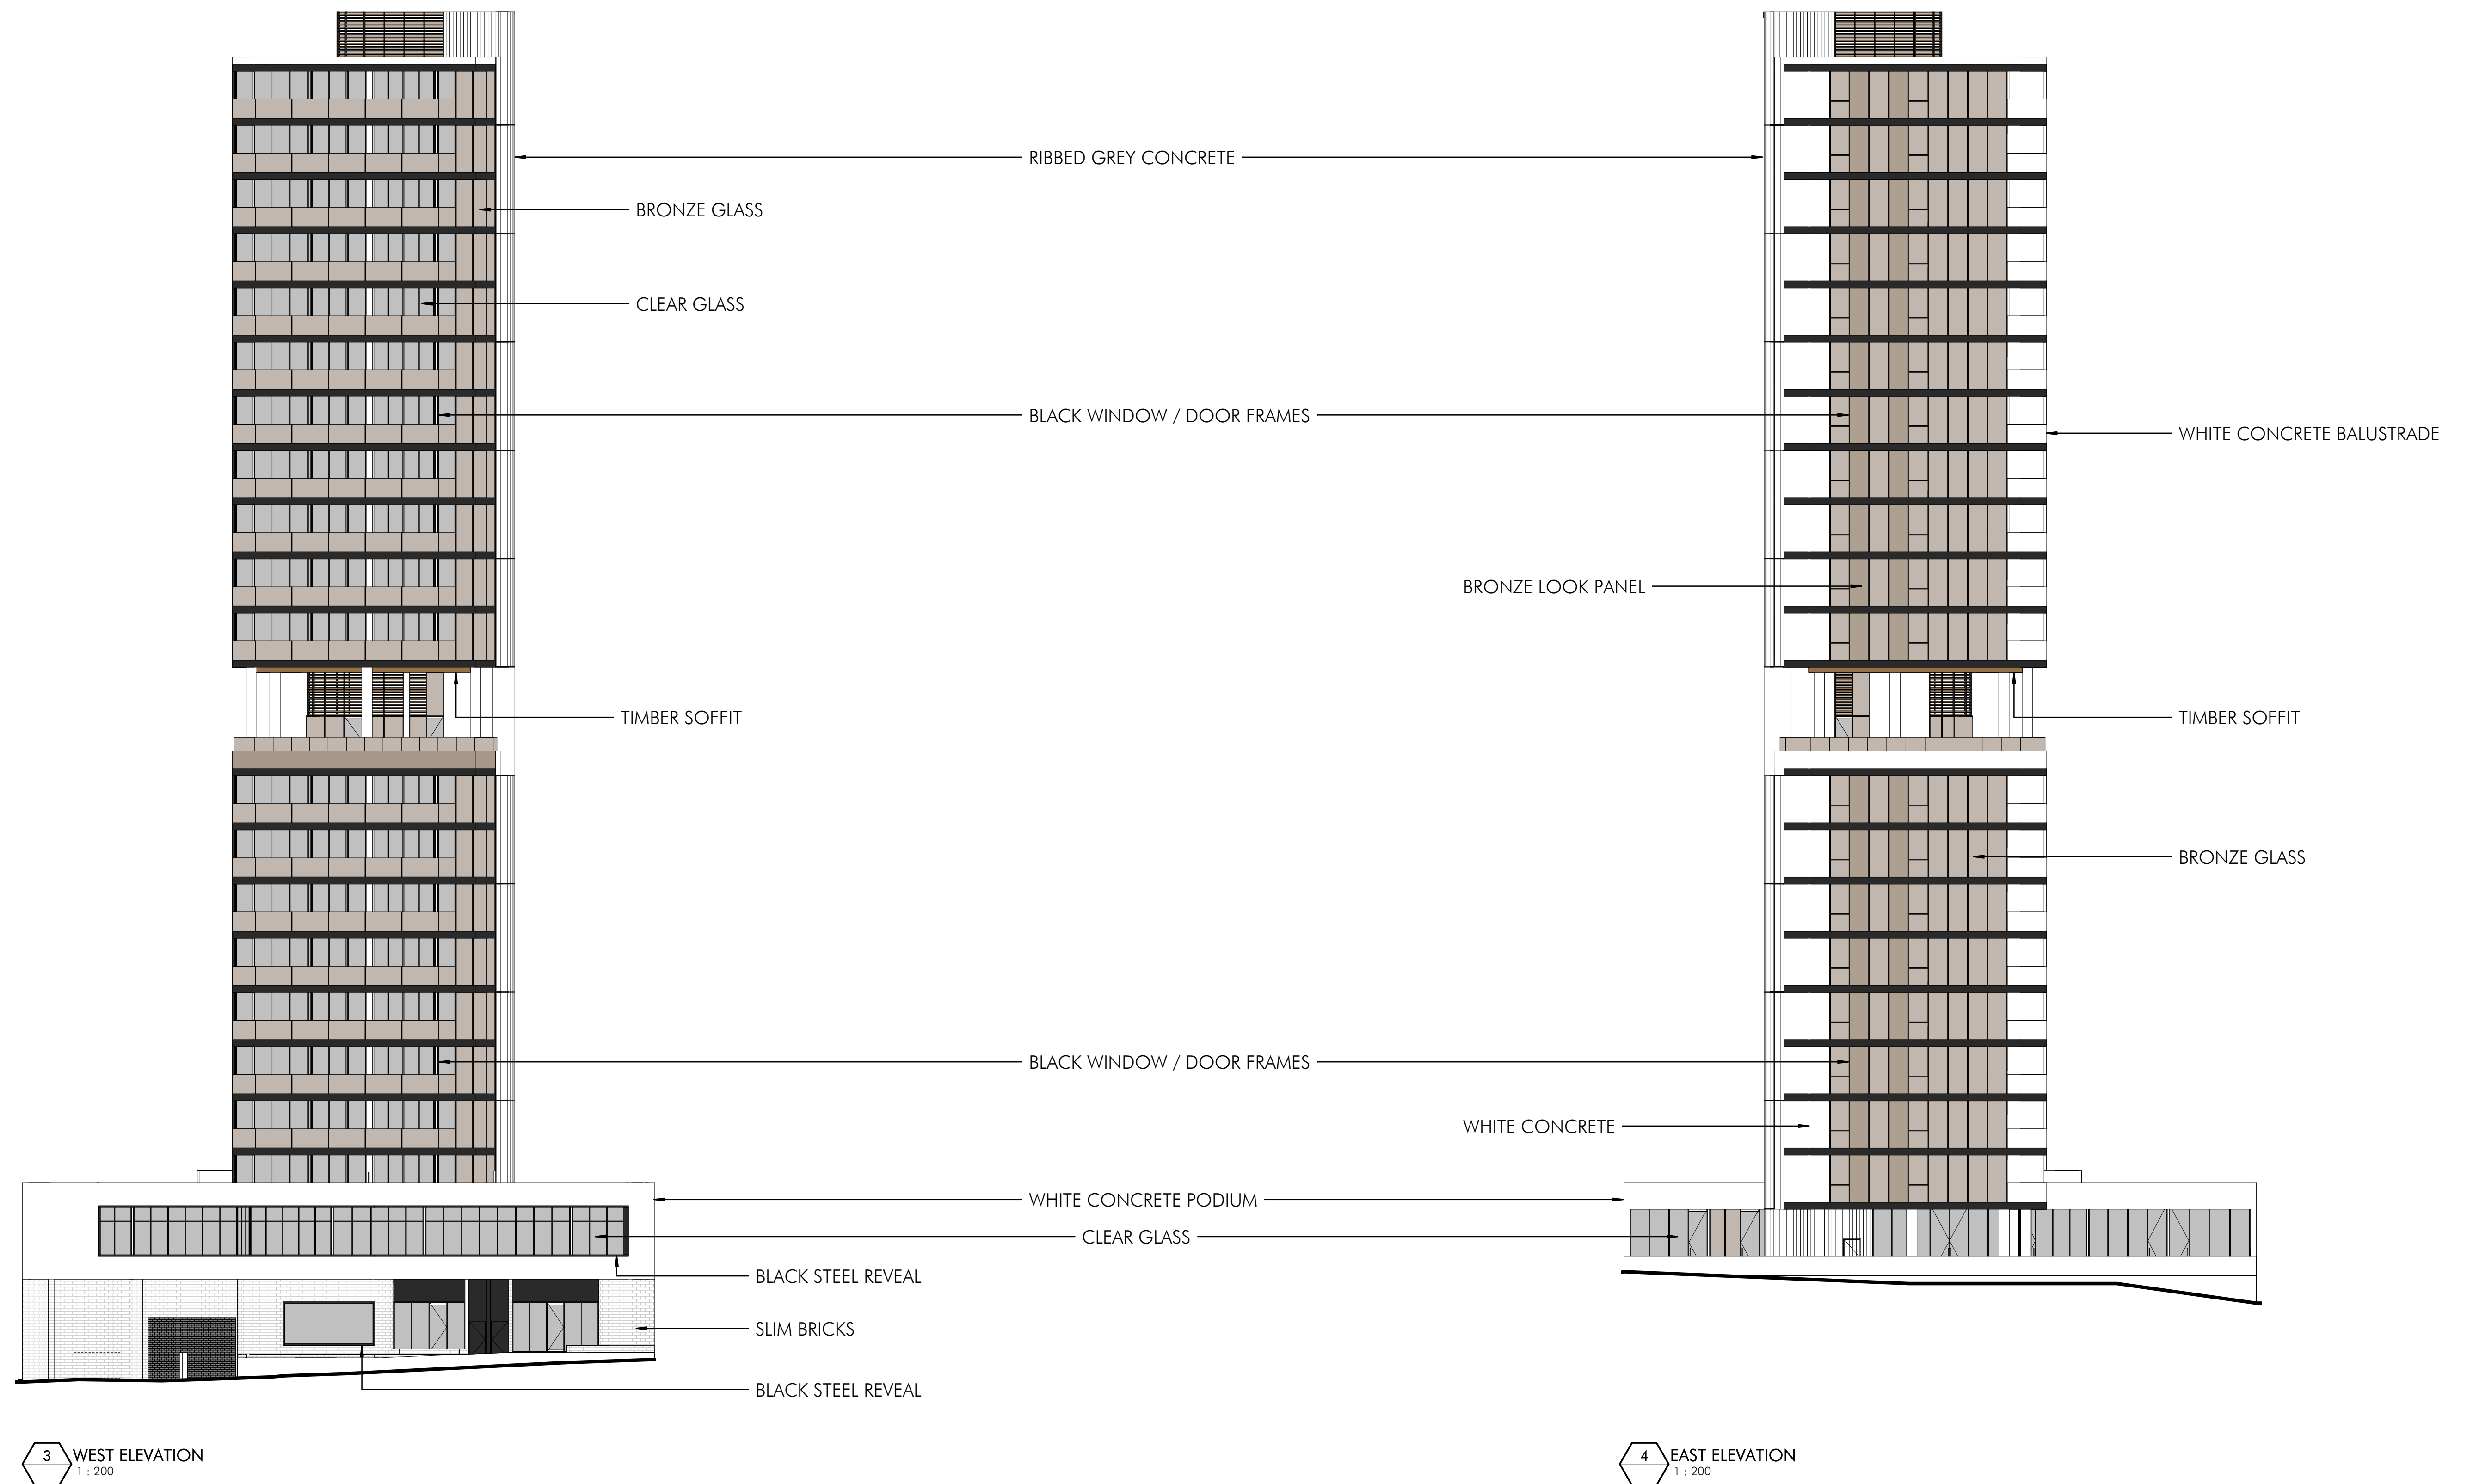 RIBBED GREY CONCRETE
BRONZE GLASS
CLEAR GLASS
BLACK WINDOW / DOOR FRAMES
WHITE CONCRETE BALUSTRADE
BRONZE LOOK PANEL
TIMBER SOFFIT
TIMBER SOFFIT
BRONZE GLASS
BLACK WINDOW / DOOR FRAMES
WHITE CONCRETE
WHITE CONCRETE PODIUM
CLEAR GLASS
BLACK STEEL REVEAL
SLIM BRICKS
BLACK STEEL REVEAL
3 WEST ELEVATION
1 : 200
4 EAST ELEVATION
1 : 200